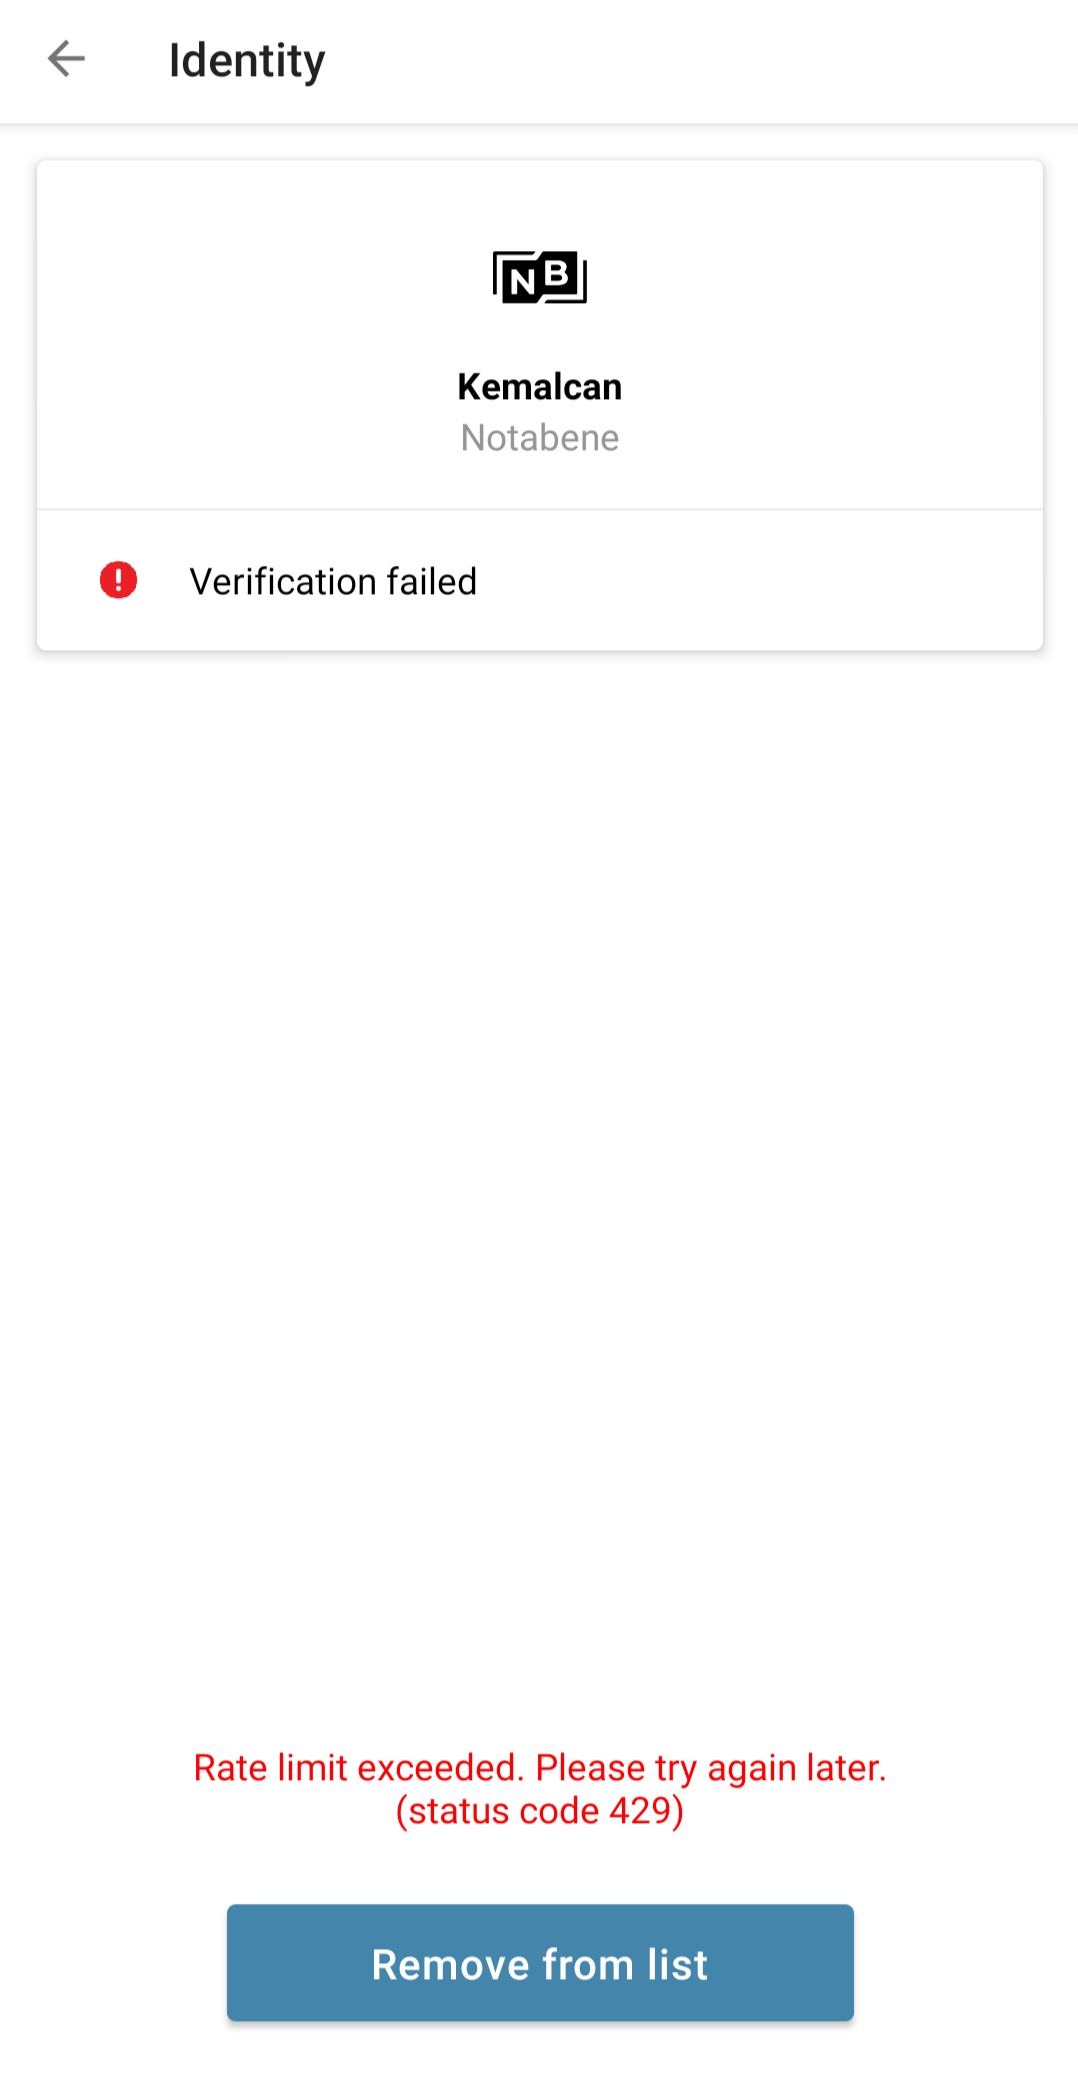 Identity
NB
Kemalcan
Notabene
Verification failed
Rate limit exceeded. Please try again later.
(status code 429)
Remove from list